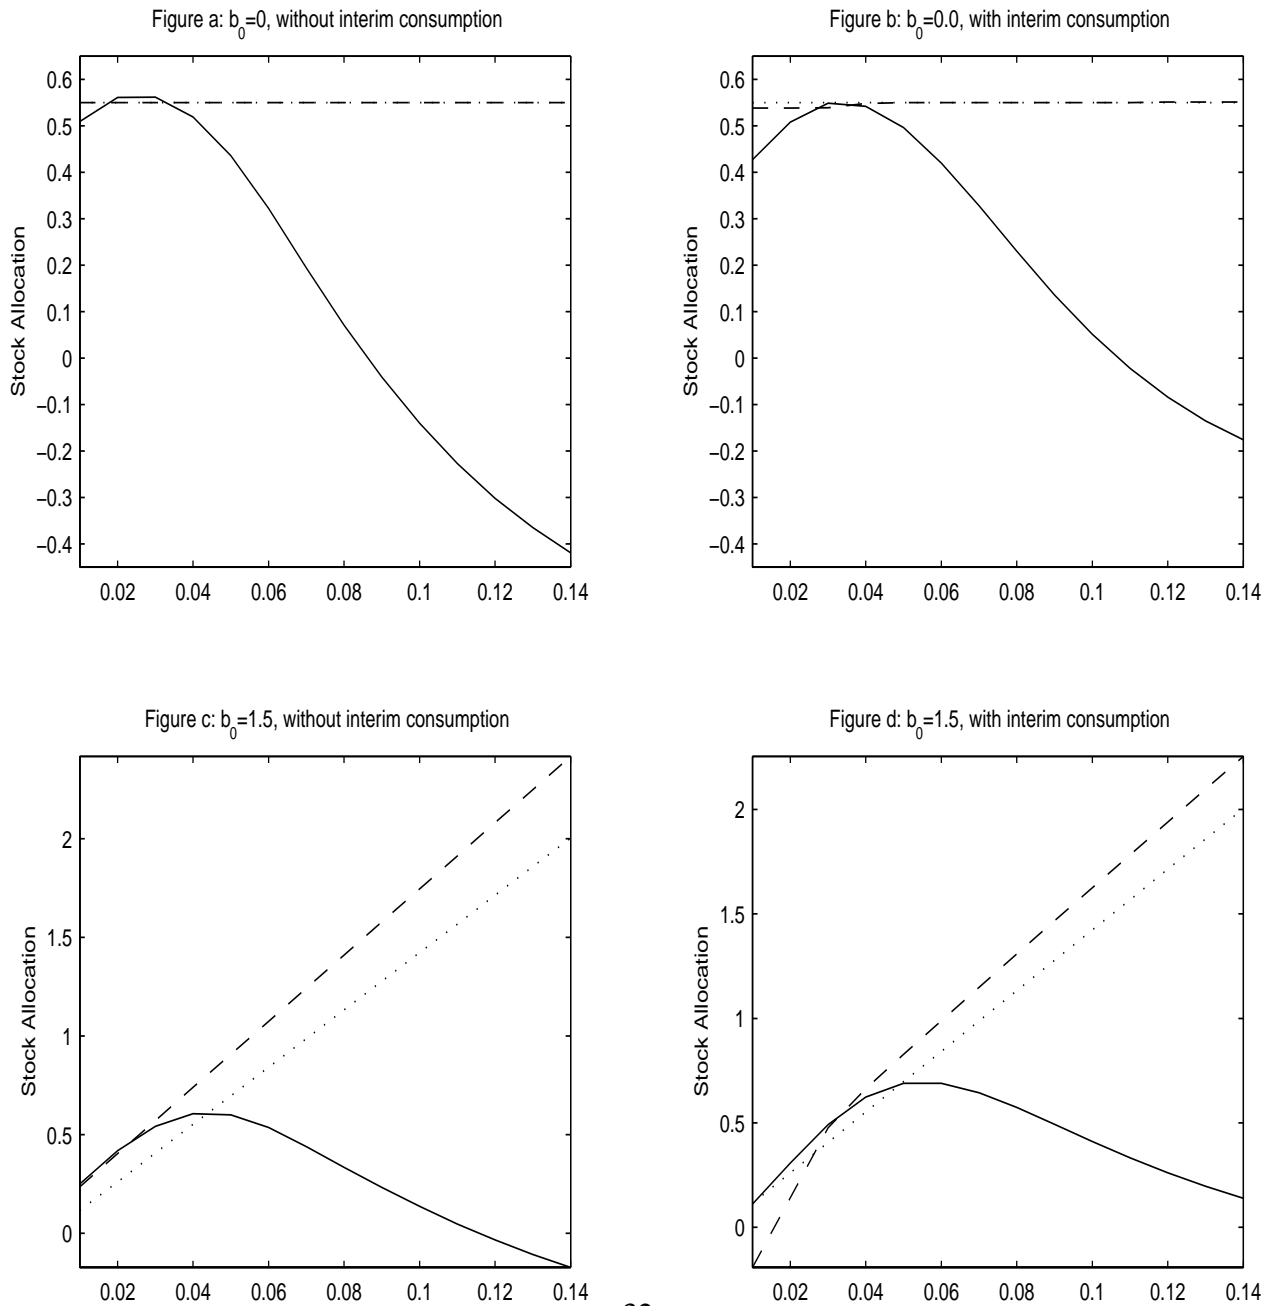 Figure a: b0=0, without interim consumption
0.6
0.5
0.4
0.3
0.2
0.1
0
−0.1
−0.2
−0.3
−0.4
Stock Allocation
0.02 0.04 0.06 0.08 0.1 0.12 0.14
Figure b: b0=0.0, with interim consumption
0.6
0.5
0.4
0.3
0.2
0.1
0
−0.1
−0.2
−0.3
−0.4
Stock Allocation
0.02 0.04 0.06 0.08 0.1 0.12 0.14
Figure c: b0=1.5, without interim consumption
2
1.5
1
0.5
0
Stock Allocation
0.02 0.04 0.06 0.08 0.1 0.12 0.14
Figure d: b0=1.5, with interim consumption
2
1.5
1
0.5
0
Stock Allocation
0.02 0.04 0.06 0.08 0.1 0.12 0.14